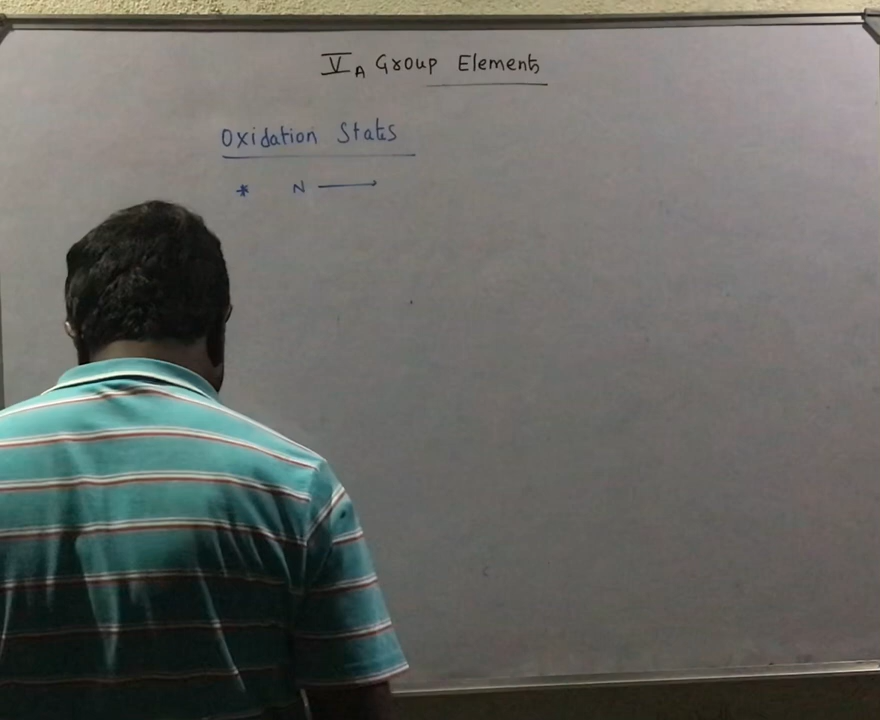 V A Group Elements
Oxidation States
* N ⟶